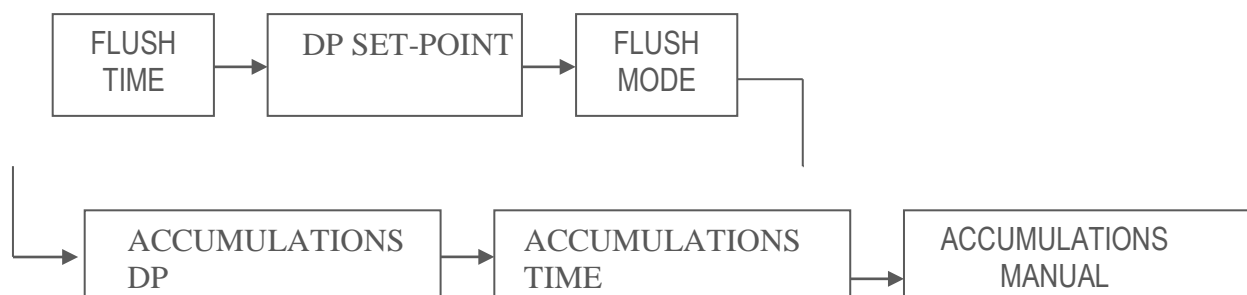 FLUSH
TIME
DP SET-POINT
FLUSH
MODE
ACCUMULATIONS
DP
ACCUMULATIONS
TIME
ACCUMULATIONS
MANUAL